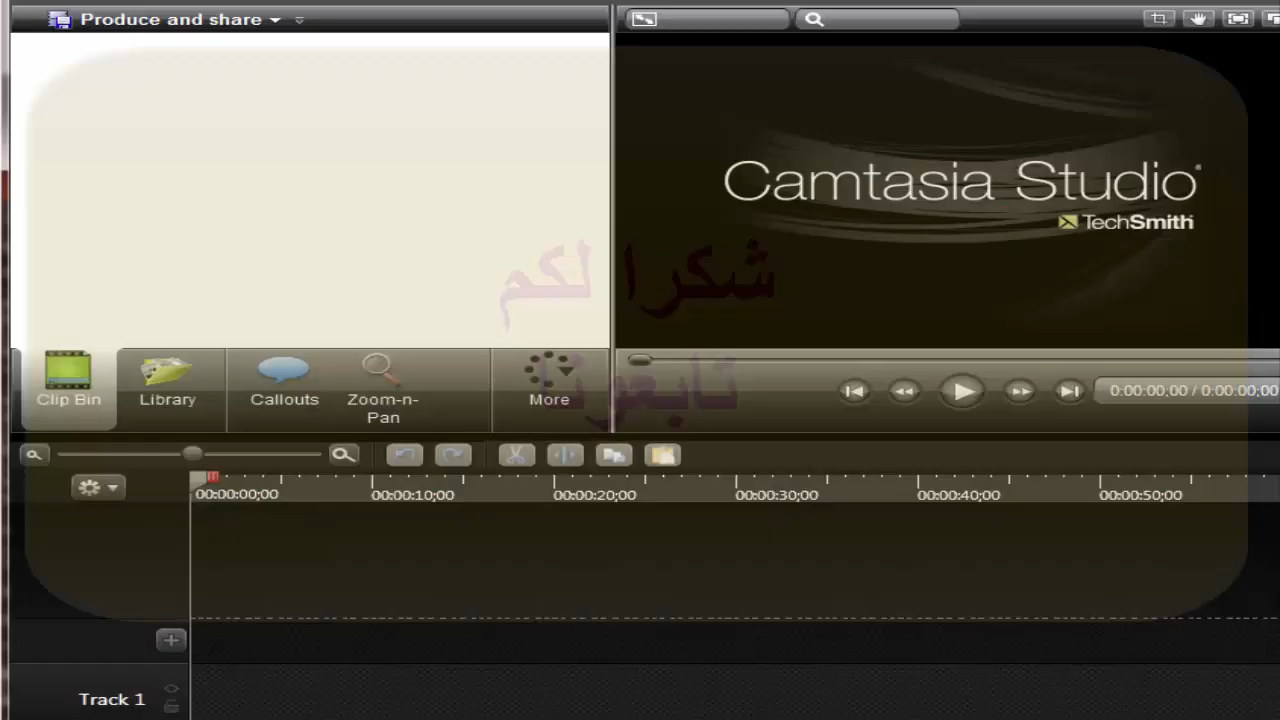 Produce and share
Camtasia Studio®
TechSmith
شكرا لكم
تابعونا
Clip Bin
Library
Callouts
Zoom-n-
Pan
More
0:00:00;00 / 0:00:00;00
00:00:00;00
00:00:10;00
00:00:20;00
00:00:30;00
00:00:40;00
00:00:50;00
Track 1